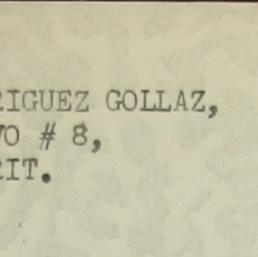 RIGUEZ GOLLAZ,
VO # 8,
RIT.